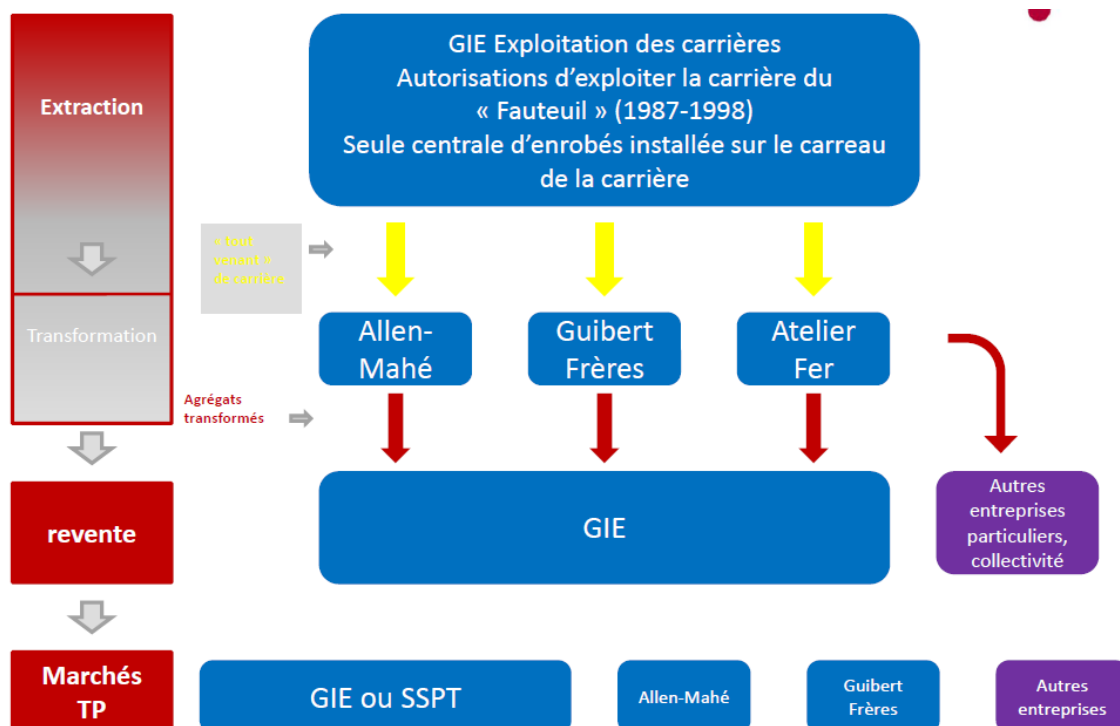 Extraction
GIE Exploitation des carrières
Autorisations d'exploiter la carrière du
« Fauteuil » (1987-1998)
Seule centrale d'enrobés installée sur le carreau
de la carrière
« tout
venant »
de carrière
Transformation
Allen-
Mahé
Guibert
Frères
Atelier
Fer
Agrégats
transformés
revente
GIE
Autres
entreprises
particuliers,
collectivité
Marchés
TP
GIE ou SSPT
Allen-Mahé
Guibert
Frères
Autres
entreprises